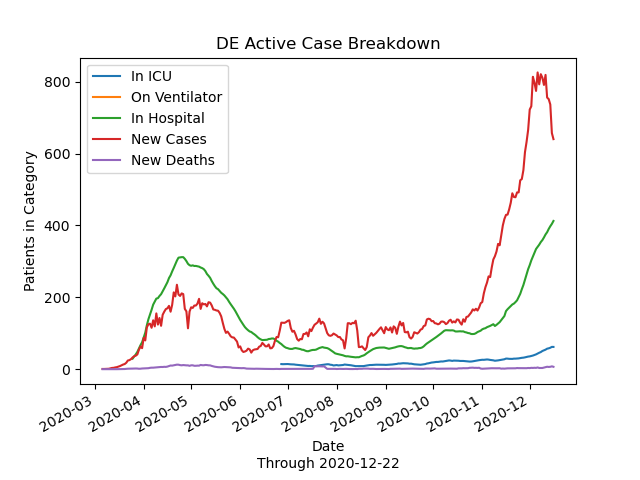 DE Active Case Breakdown
In ICU
On Ventilator
In Hospital
New Cases
New Deaths
Patients in Category
800
600
400
200
0
2020-03
2020-04
2020-05
2020-06
2020-07
2020-08
2020-09
2020-10
2020-11
2020-12
Date
Through 2020-12-22